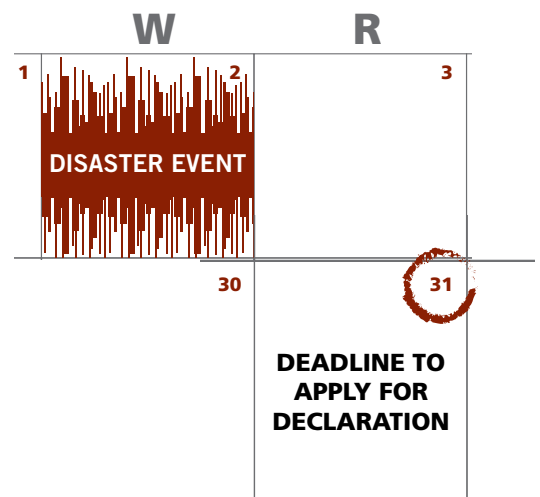 W R
1 2 3
DISASTER EVENT
30 31
DEADLINE TO
APPLY FOR
DECLARATION